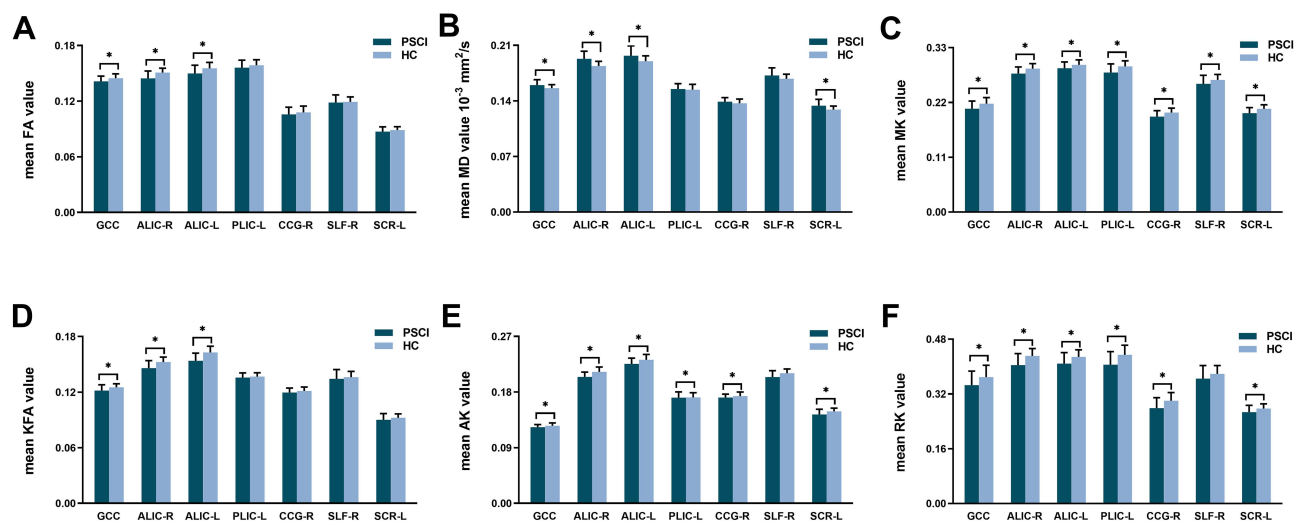 A
mean FA value
0.18
0.12
0.06
0.00
* * *
PSCI
HC
GCC ALIC-R ALIC-L PLIC-L CCG-R SLF-R SCR-L
B
mean MD value 10⁻³ mm²/s
0.21
0.14
0.07
0.00
* * * *
PSCI
HC
GCC ALIC-R ALIC-L PLIC-L CCG-R SLF-R SCR-L
C
mean MK value
0.33
0.22
0.11
0.00
* * * * * * *
PSCI
HC
GCC ALIC-R ALIC-L PLIC-L CCG-R SLF-R SCR-L
D
mean KFA value
0.18
0.12
0.06
0.00
* * *
PSCI
HC
GCC ALIC-R ALIC-L PLIC-L CCG-R SLF-R SCR-L
E
mean AK value
0.27
0.18
0.09
0.00
* * * * * *
PSCI
HC
GCC ALIC-R ALIC-L PLIC-L CCG-R SLF-R SCR-L
F
mean RK value
0.48
0.32
0.16
0.00
* * * * * *
PSCI
HC
GCC ALIC-R ALIC-L PLIC-L CCG-R SLF-R SCR-L